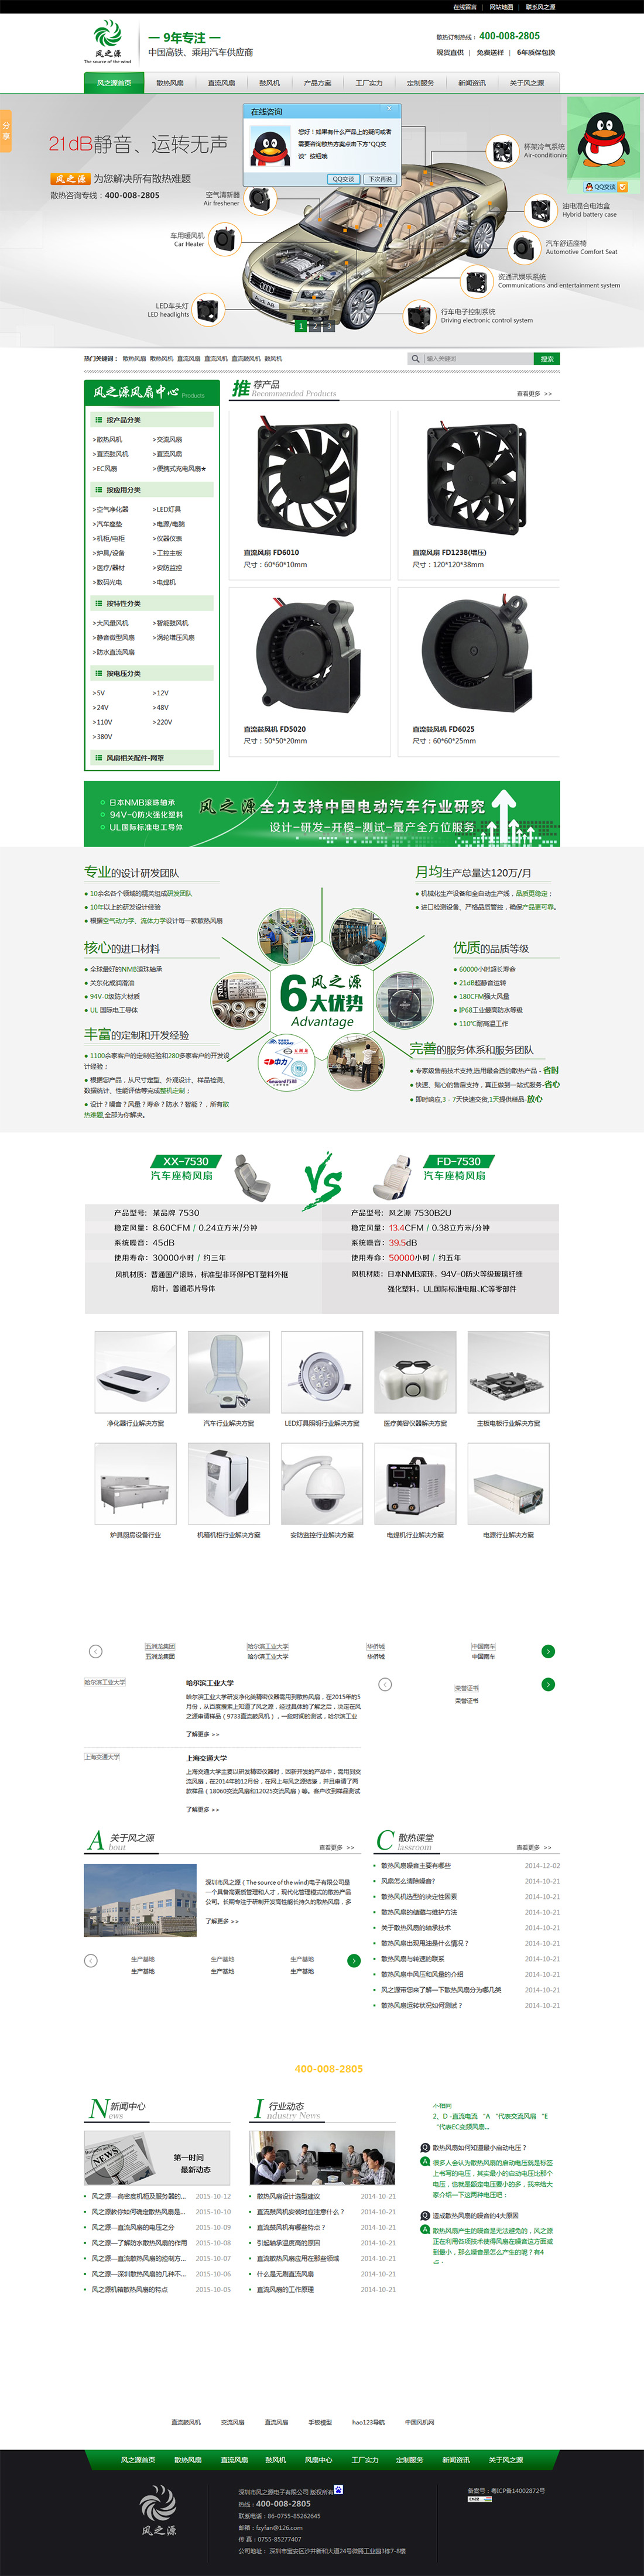 在线留言 | 网站地图 | 联系风之源
风之源
The source of the wind
— 9年专注 —
中国高铁、乘用汽车供应商
散热订制热线： 400-008-2805
现货直供 | 免费送样 | 6年质保包换
风之源首页 散热风扇 直流风扇 鼓风机 产品方案 工厂实力 定制服务 新闻资讯 关于风之源
分享
21dB静音、运转无声
风之源 为您解决所有散热难题
散热咨询专线：400-008-2805
在线咨询
您好！如果有什么产品上的疑问或者
需要咨询散热方案点击下方“QQ交
谈”按钮哦
QQ交谈 下次再说
QQ交谈
杯架冷气系统
Air-conditioning
空气清新器
Air freshener
油电混合电池盒
Hybrid battery case
车用暖风机
Car Heater
汽车舒适座椅
Automotive Comfort Seat
资通讯娱乐系统
Communications and entertainment system
LED车头灯
LED headlights
行车电子控制系统
Driving electronic control system
1 2 3
热门关键词： 散热风扇 散热风机 直流风扇 直流风机 直流鼓风机 鼓风机
输入关键词 搜索
风之源风扇中心 Products
按产品分类
>散热风机 >交流风扇
>直流鼓风机 >直流风扇
>EC风扇 >便携式充电风扇★
按应用分类
>空气净化器 >LED灯具
>汽车座垫 >电源/电脑
>机柜/电柜 >仪器仪表
>炉具/设备 >工控主板
>医疗/器材 >安防监控
>数码光电 >电焊机
按特性分类
>大风量风机 >智能鼓风机
>静音微型风扇 >涡轮增压风扇
>防水直流风扇
按电压分类
>5V >12V
>24V >48V
>110V >220V
>380V
风扇相关配件-网罩
推荐产品
Recommended Products
查看更多 >>
直流风扇 FD6010
尺寸：60*60*10mm
直流风扇 FD1238(增压)
尺寸：120*120*38mm
直流鼓风机 FD5020
尺寸：50*50*20mm
直流鼓风机 FD6025
尺寸：60*60*25mm
日本NMB滚珠轴承
94V-0防火强化塑料
UL国际标准电工导体
风之源全力支持中国电动汽车行业研究
设计-研发-开模-测试-量产全方位服务
专业的设计研发团队
10余名各个领域的精英组成研发团队
10年以上的研发设计经验
根据空气动力学、流体力学设计每一款散热风扇
核心的进口材料
全球最好的NMB滚珠轴承
关东化成润滑油
94V-0级防火材质
UL 国际电工导体
丰富的定制和开发经验
1100余家客户的定制经验和280多家客户的开发设
计经验；
根据您产品，从尺寸定型、外观设计、样品检测、
数据统计、性能评估等完成整机定制；
设计？噪音？风量？寿命？防水？智能？，所有散
热难题,全部为你解决。
6 风之源
大优势
Advantage
月均生产总量达120万/月
机械化生产设备和全自动生产线，品质更稳定；
进口检测设备、严格品质管控，确保产品更可靠。
优质的品质等级
60000小时超长寿命
21dB超静音运转
180CFM强大风量
IP68工业最高防水等级
110℃耐高温工作
完善的服务体系和服务团队
专家级售前技术支持,选用最合适的散热产品 - 省时
快速、贴心的售后支持，真正做到一站式服务-省心
即时响应,3 - 7天快速交货,1天提供样品-放心
XX-7530
汽车座椅风扇
VS
FD-7530
汽车座椅风扇
产品型号：某品牌 7530
稳定风量：8.60CFM / 0.24立方米/分钟
系统噪音：45dB
使用寿命：30000小时 / 约三年
风机材质：普通国产滚珠，标准型非环保PBT塑料外框
扇叶，普通芯片导体
产品型号：风之源 7530B2U
稳定风量：13.4CFM / 0.38立方米/分钟
系统噪音：39.5dB
使用寿命：50000小时 / 约五年
风机材质：日本NMB滚珠，94V-0防火等级玻璃纤维
强化塑料，UL国际标准电阻、IC等零部件
净化器行业解决方案 汽车行业解决方案 LED灯具照明行业解决方案 医疗美容仪器解决方案 主板电板行业解决方案
炉具厨房设备行业 机箱机柜行业解决方案 安防监控行业解决方案 电焊机行业解决方案 电源行业解决方案
五洲龙集团 哈尔滨工业大学 华侨城 中国南车
五洲龙集团 哈尔滨工业大学 华侨城 中国南车
哈尔滨工业大学
哈尔滨工业大学
哈尔滨工业大学研发净化类精密仪器需用到散热风扇，在2015年的5
月份，从百度搜索上知道了风之源，经过具体的了解之后，决定在风
之源申请样品（9733直流鼓风机），一段时间的测试，哈尔滨工业
了解更多 >>
荣誉证书
荣誉证书
上海交通大学
上海交通大学
上海交通大学主要以研发精密仪器时，因新开发的产品中，需用到交
流风扇，在2014年的12月份，在网上与风之源结缘，并且申请了两
款样品（18060交流风扇和12025交流风扇）等。客户收到样品测试
了解更多 >>
About 关于风之源
查看更多 >>
深圳市风之源（The source of the wind)电子有限公司是
一个具备高素质管理和人才，现代化管理模式的散热产品
公司。长期专注于研制开发高性能长持久的散热风扇，多
了解更多 >>
生产基地 生产基地 生产基地
生产基地 生产基地 生产基地
Classroom 散热课堂
查看更多 >>
散热风扇噪音主要有哪些 2014-12-02
风扇怎么清除噪音? 2014-10-21
散热风机选型的决定性因素 2014-10-21
散热风扇的储藏与维护方法 2014-10-21
关于散热风扇的轴承技术 2014-10-21
散热风扇出现甩油是什么情况？ 2014-10-21
散热风扇与转速的联系 2014-10-21
散热风扇中风压和风量的介绍 2014-10-21
风之源带您来了解一下散热风扇分为哪几类 2014-10-21
散热风扇运转状况如何测试？ 2014-10-21
400-008-2805
News 新闻中心
第一时间
最新动态
风之源—高密度机柜及服务器的... 2015-10-12
风之源教你如何确定散热风扇是... 2015-10-10
风之源—直流风扇的电压之分 2015-10-09
风之源—了解防水散热风扇的作用 2015-10-08
风之源—直流散热风扇的控制方... 2015-10-07
风之源—深圳散热风扇的几种不... 2015-10-06
风之源机箱散热风扇的特点 2015-10-05
Industry News 行业动态
散热风扇设计选型建议 2014-10-21
直流鼓风机安装时应注意什么？ 2014-10-21
直流鼓风机有哪些特点？ 2014-10-21
引起轴承温度高的原因 2014-10-21
直流散热风扇应用在那些领域 2014-10-21
什么是无刷直流风扇 2014-10-21
直流风扇的工作原理 2014-10-21
不相同
2、D -直流电流 “A “代表交流风扇 “E
“代表EC变频风扇...
散热风扇如何知道最小启动电压？
很多人会认为散热风扇的启动电压就是标签
上书写的电压，其实最小的启动电压比那个
电压，也就是额定电压要小的多，我来给大
家介绍一下这两种电压吧：
造成散热风扇的噪音的4大原因
散热风扇产生的噪音是无法避免的，风之源
正在利用各项技术使得风扇在噪音这方面减
到最小，那么噪音是怎么产生的呢？有4
直流鼓风机 交流风扇 直流风扇 手板模型 hao123导航 中国风机网
风之源首页 散热风扇 直流风扇 鼓风机 风扇中心 工厂实力 定制服务 新闻资讯 关于风之源
风之源
深圳市风之源电子有限公司 版权所有
热线：400-008-2805
联系电话：86-0755-85262645
邮箱：fzyfan@126.com
传 真：0755-85277407
公司地址： 深圳市宝安区沙井新和大道24号微腾工业园3栋7-8楼
备案号：粤ICP备14002872号